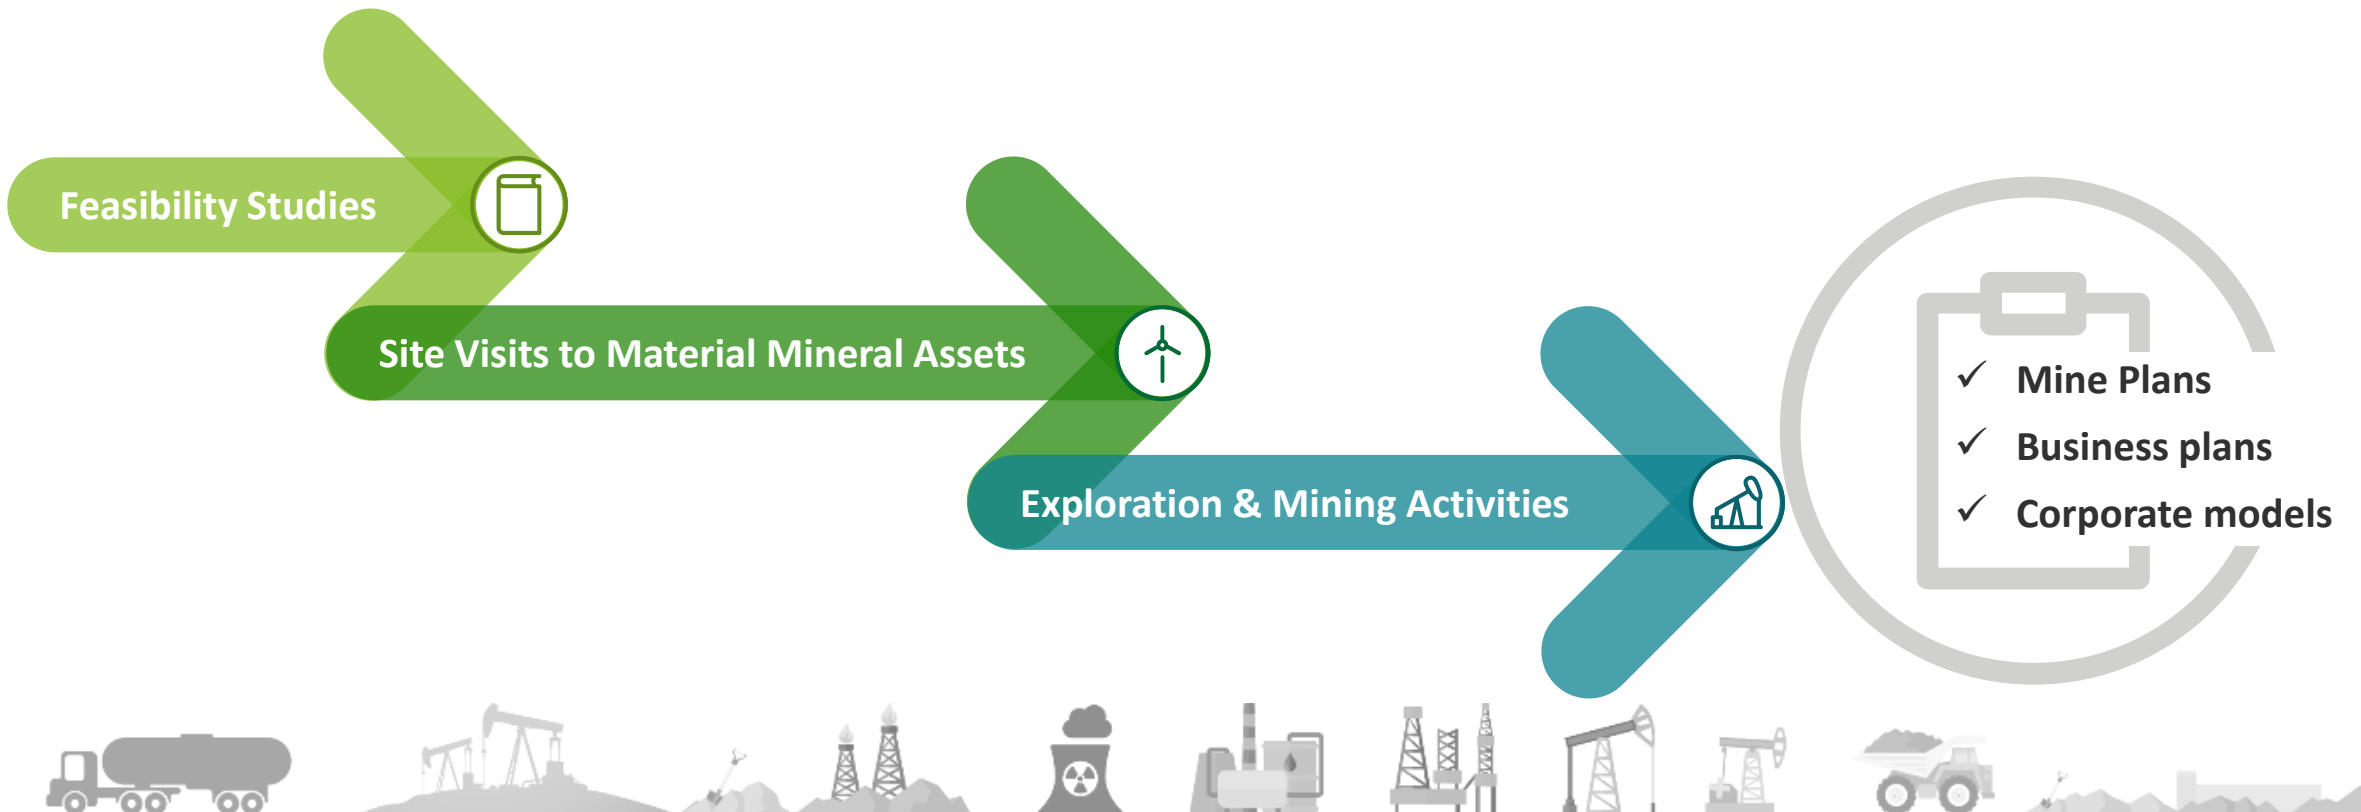 Feasibility Studies
Site Visits to Material Mineral Assets
Exploration & Mining Activities
✓ Mine Plans
✓ Business plans
✓ Corporate models